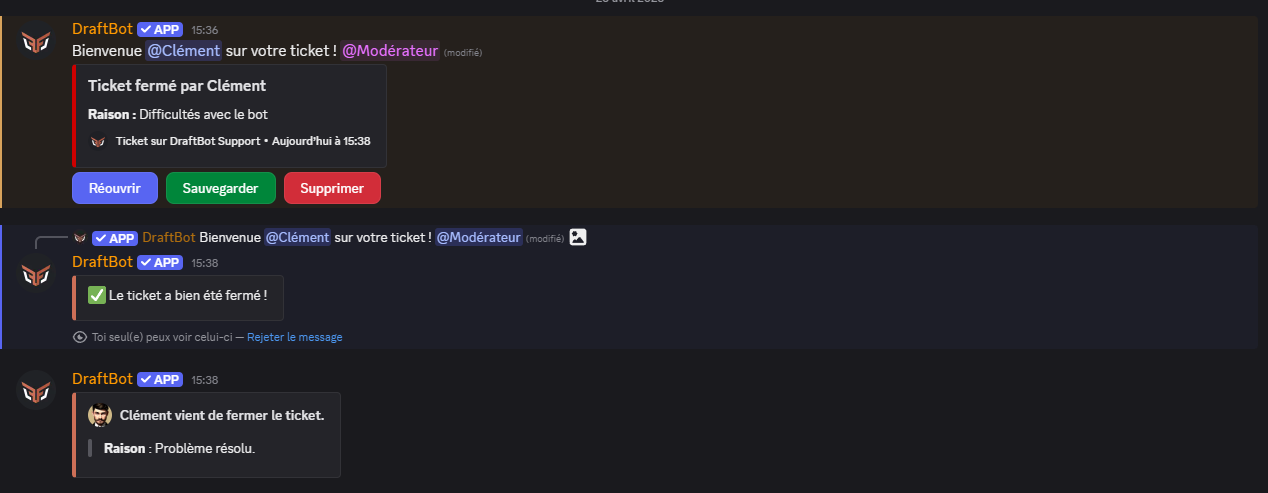 DraftBot APP 15:36
Bienvenue @Clément sur votre ticket ! @Modérateur (modifié)
Ticket fermé par Clément
Raison : Difficultés avec le bot
Ticket sur DraftBot Support • Aujourd'hui à 15:38
Réouvrir Sauvegarder Supprimer
APP DraftBot Bienvenue @Clément sur votre ticket ! @Modérateur (modifié)
DraftBot APP 15:38
✅ Le ticket a bien été fermé !
Toi seul(e) peux voir celui-ci — Rejeter le message
DraftBot APP 15:38
Clément vient de fermer le ticket.
Raison : Problème résolu.